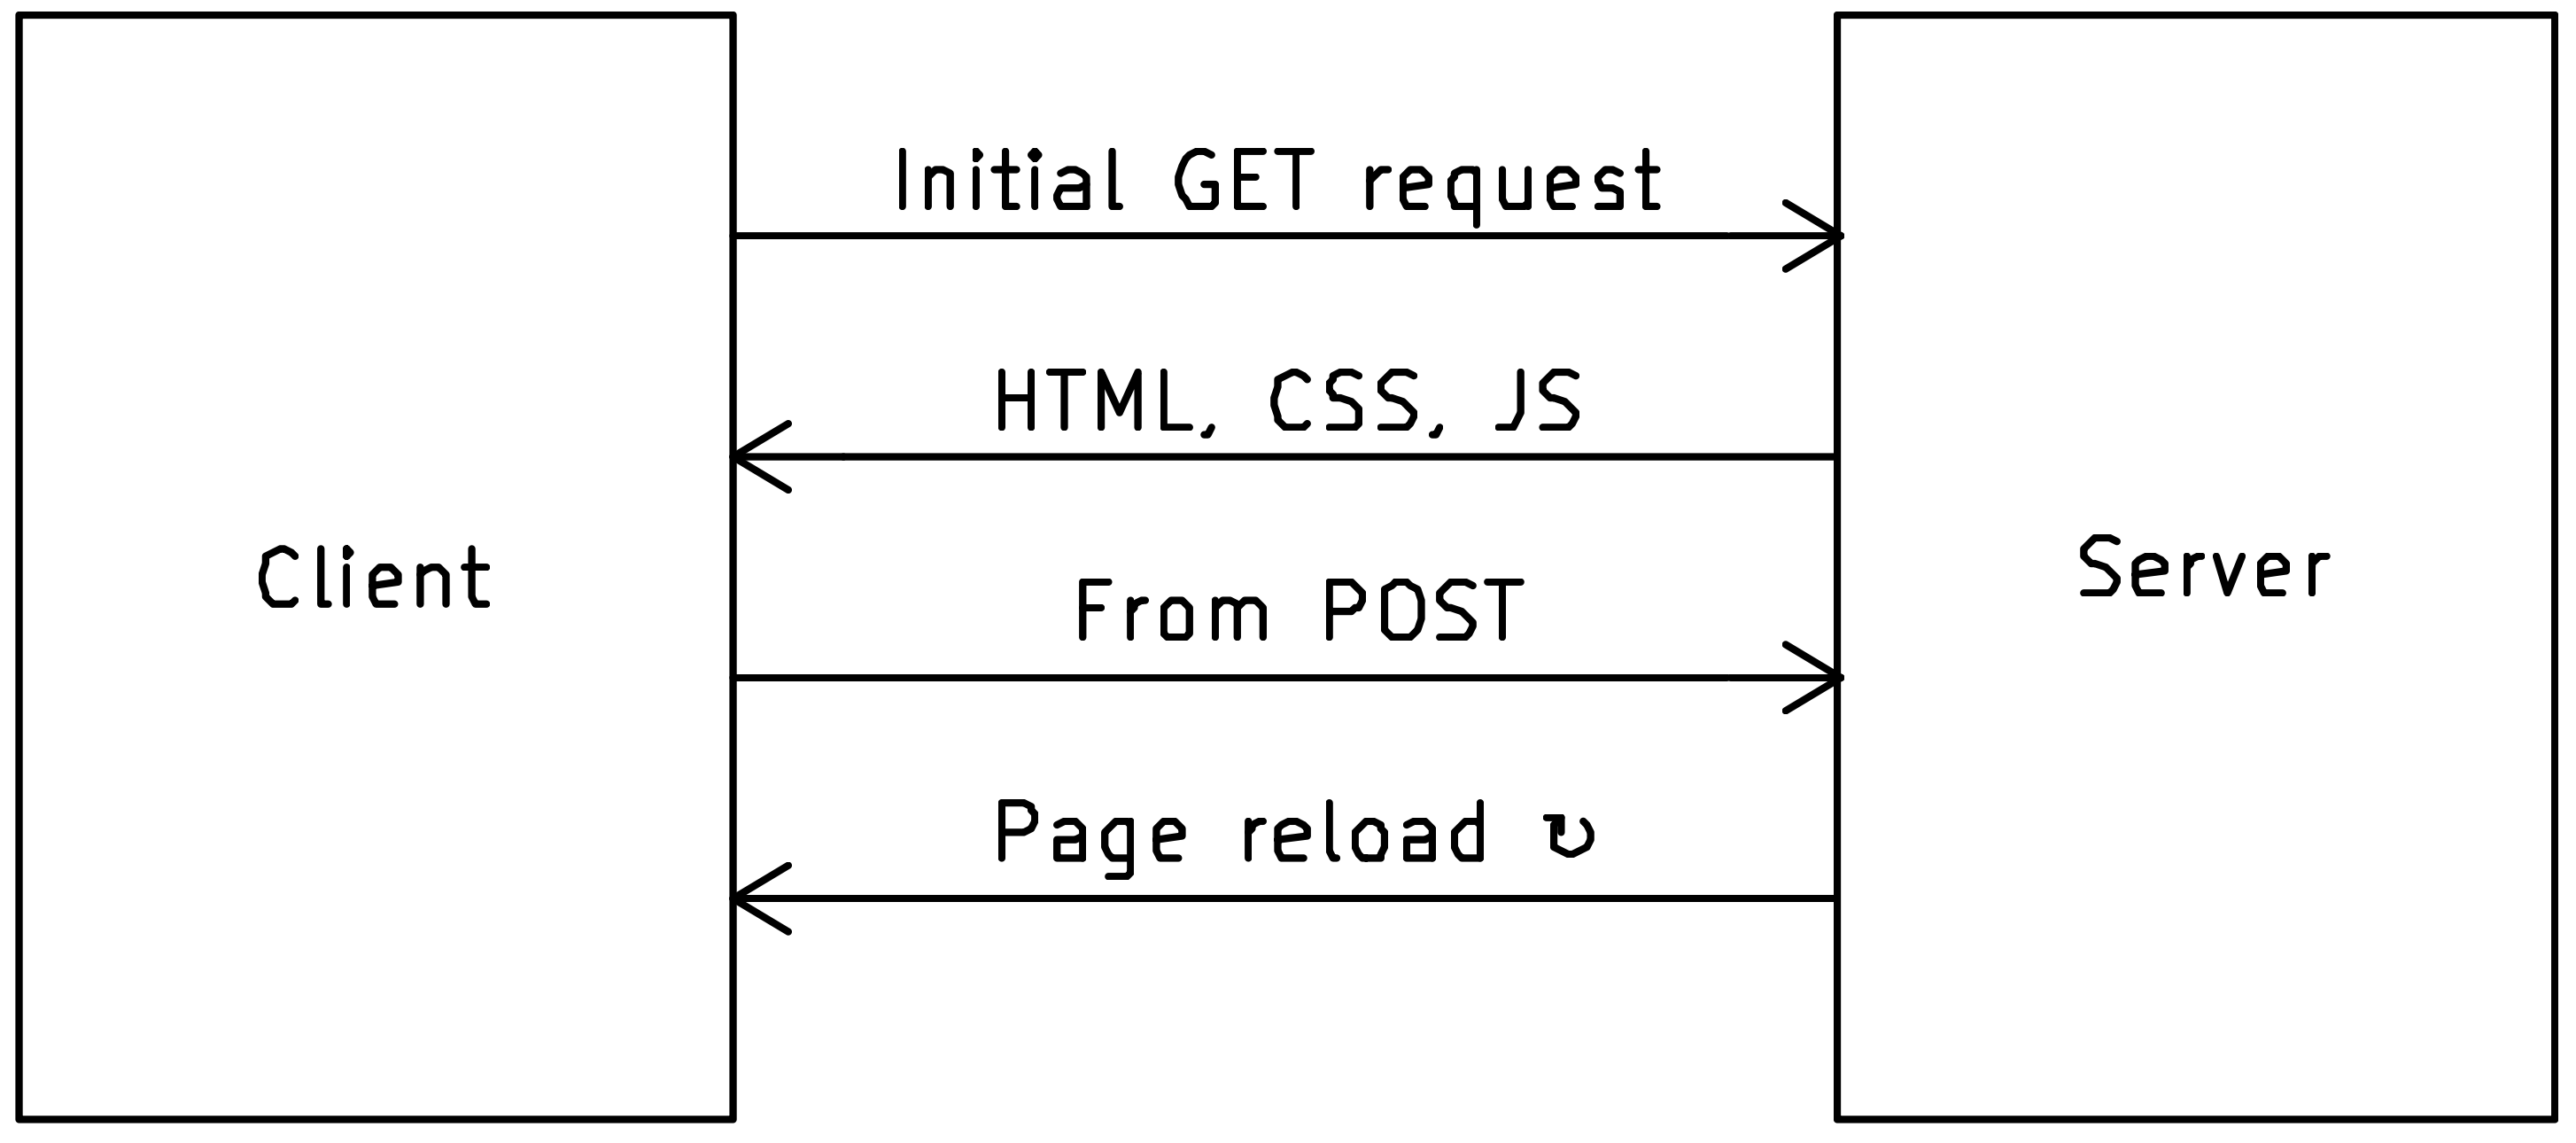 Initial GET request
HTML, CSS, JS
Client
Server
From POST
Page reload ↻